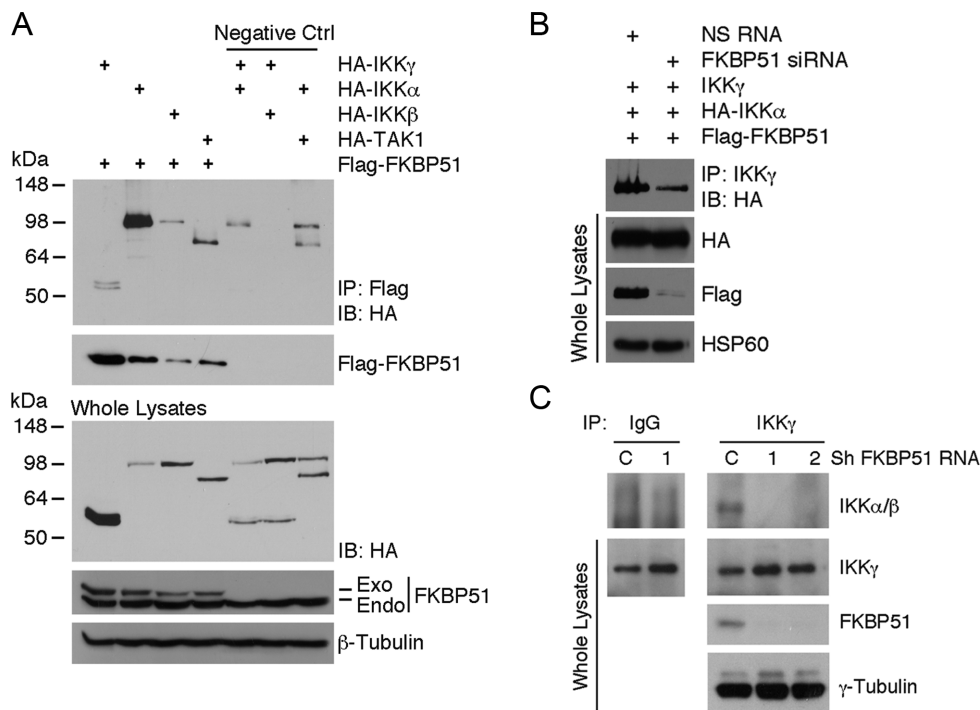 A
Negative Ctrl
+ + + HA-IKKγ
+ + + HA-IKKα
+ + HA-IKKβ
+ + HA-TAK1
kDa + + + + Flag-FKBP51
148
98
64
50
IP: Flag
IB: HA
Flag-FKBP51
kDa
Whole Lysates
148
98
64
50
IB: HA
Exo
Endo
FKBP51
β-Tubulin
B
+ NS RNA
+ FKBP51 siRNA
+ + IKKγ
+ + HA-IKKα
+ + Flag-FKBP51
IP: IKKγ
IB: HA
Whole Lysates
HA
Flag
HSP60
C
IP: IgG IKKγ
C 1 C 1 2 Sh FKBP51 RNA
IKKα/β
Whole Lysates
IKKγ
FKBP51
γ-Tubulin